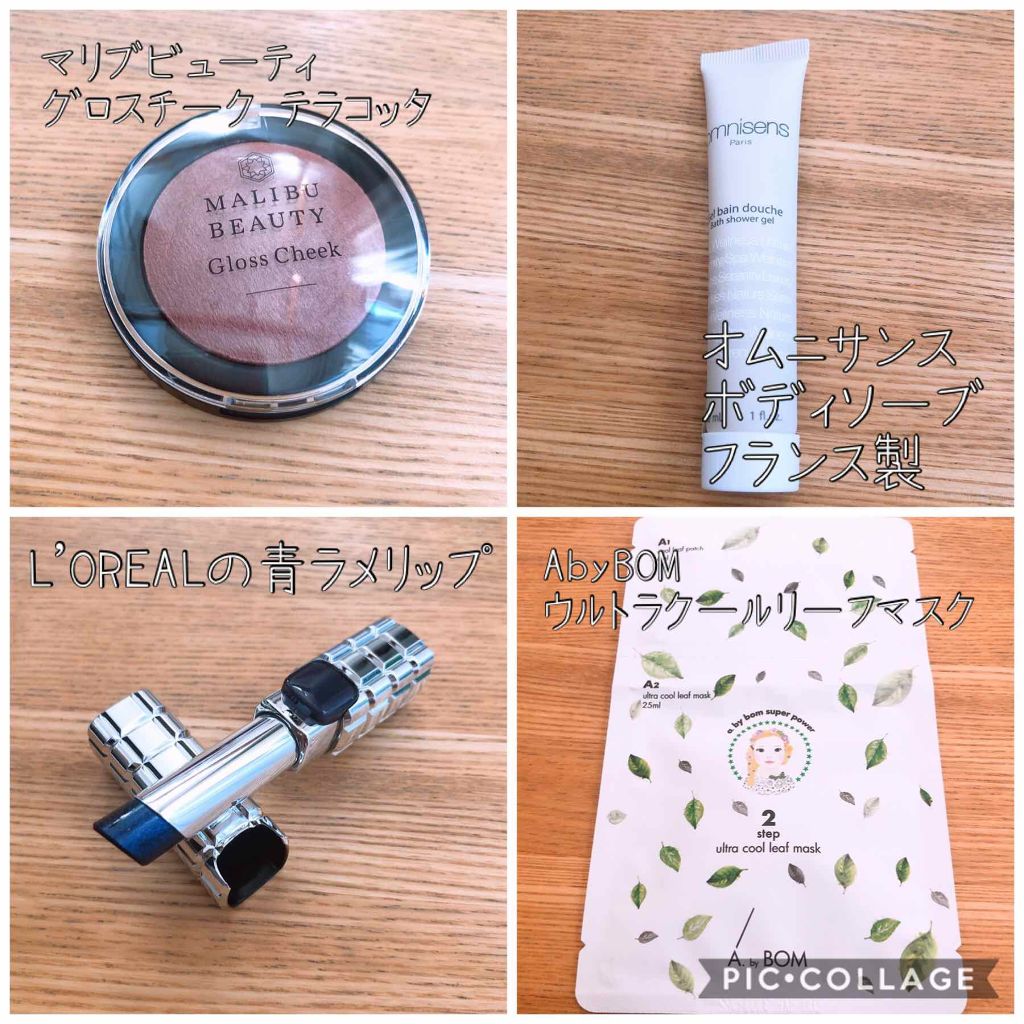 マリブビューティ
グロスチーク テラコッタ
MALIBU
BEAUTY
Gloss Cheek
omnisens
Paris
gel bain douche
Bath shower gel
オムニサンス
ボディソープ
1 fl.
フランス製
L'OREALの青ラメリップ
A1
AbyBOM
ウルトラクールリーフマスク
A2
ultra cool leaf mask
25ml
a. by bom super power
2
step
ultra cool leaf mask
A. by BOM
PIC•COLLAGE